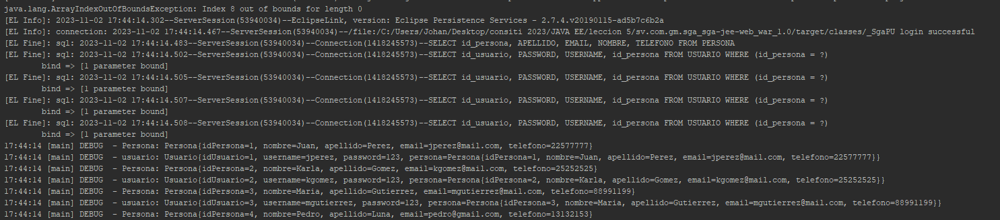 java.lang.ArrayIndexOutOfBoundsException: Index 8 out of bounds for length 0
[EL Info]: 2023-11-02 17:44:14.302--ServerSession(53940034)--EclipseLink, version: Eclipse Persistence Services - 2.7.4.v20190115-ad5b7c6b2a
[EL Info]: connection: 2023-11-02 17:44:14.467--ServerSession(53940034)--/file:/C:/Users/Johan/Desktop/consiti 2023/JAVA EE/leccion 5/sv.com.gm.sga_sga-jee-web_war_1.0/target/classes/_SgaPU login successful
[EL Fine]: sql: 2023-11-02 17:44:14.483--ServerSession(53940034)--Connection(1418245573)--SELECT id_persona, APELLIDO, EMAIL, NOMBRE, TELEFONO FROM PERSONA
[EL Fine]: sql: 2023-11-02 17:44:14.502--ServerSession(53940034)--Connection(1418245573)--SELECT id_usuario, PASSWORD, USERNAME, id_persona FROM USUARIO WHERE (id_persona = ?)
bind => [1 parameter bound]
[EL Fine]: sql: 2023-11-02 17:44:14.505--ServerSession(53940034)--Connection(1418245573)--SELECT id_usuario, PASSWORD, USERNAME, id_persona FROM USUARIO WHERE (id_persona = ?)
bind => [1 parameter bound]
[EL Fine]: sql: 2023-11-02 17:44:14.507--ServerSession(53940034)--Connection(1418245573)--SELECT id_usuario, PASSWORD, USERNAME, id_persona FROM USUARIO WHERE (id_persona = ?)
bind => [1 parameter bound]
[EL Fine]: sql: 2023-11-02 17:44:14.508--ServerSession(53940034)--Connection(1418245573)--SELECT id_usuario, PASSWORD, USERNAME, id_persona FROM USUARIO WHERE (id_persona = ?)
bind => [1 parameter bound]
17:44:14 [main] DEBUG  - Persona: Persona{idPersona=1, nombre=Juan, apellido=Perez, email=jperez@mail.com, telefono=22577777}
17:44:14 [main] DEBUG  - usuario: Usuario{idUsuario=1, username=jperez, password=123, persona=Persona{idPersona=1, nombre=Juan, apellido=Perez, email=jperez@mail.com, telefono=22577777}}
17:44:14 [main] DEBUG  - Persona: Persona{idPersona=2, nombre=Karla, apellido=Gomez, email=kgomez@mail.com, telefono=25252525}
17:44:14 [main] DEBUG  - usuario: Usuario{idUsuario=2, username=kgomez, password=123, persona=Persona{idPersona=2, nombre=Karla, apellido=Gomez, email=kgomez@mail.com, telefono=25252525}}
17:44:14 [main] DEBUG  - Persona: Persona{idPersona=3, nombre=Maria, apellido=Gutierrez, email=mgutierrez@mail.com, telefono=88991199}
17:44:14 [main] DEBUG  - usuario: Usuario{idUsuario=3, username=mgutierrez, password=123, persona=Persona{idPersona=3, nombre=Maria, apellido=Gutierrez, email=mgutierrez@mail.com, telefono=88991199}}
17:44:14 [main] DEBUG  - Persona: Persona{idPersona=4, nombre=Pedro, apellido=Luna, email=pedro@gmail.com, telefono=13132153}